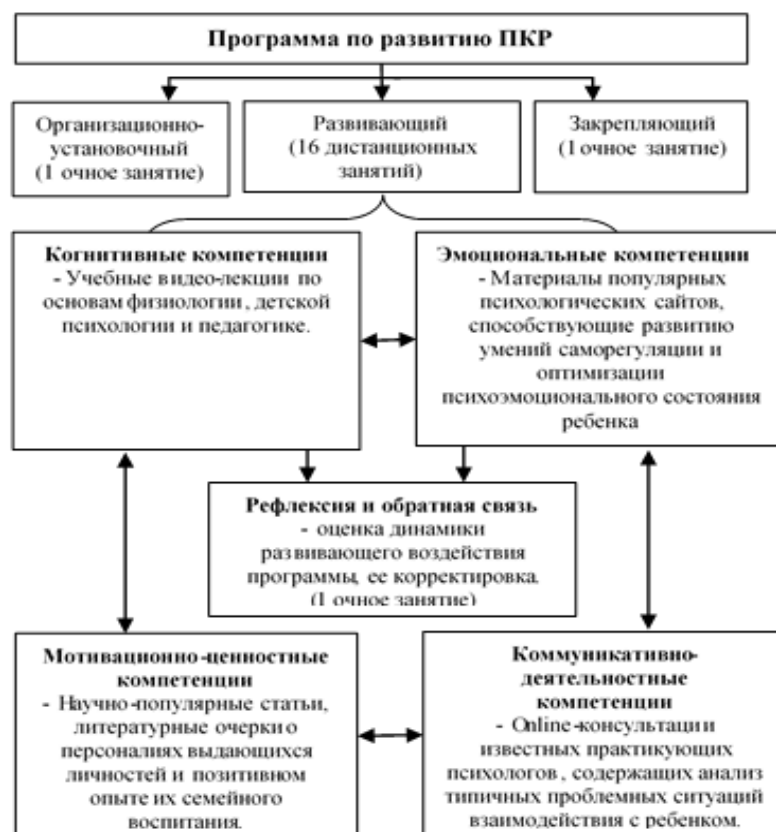 Программа по развитию ПКР
Организационно-
установочный
(1 очное занятие)
Развивающий
(16 дистанционных
занятий)
Закрепляющий
(1очное занятие)
Когнитивные компетенции
- Учебные видео-лекции по
основам физиологии, детской
психологии и педагогике.
Эмоциональные компетенции
- Материалы популярных
психологических сайтов,
способствующие развитию
умений саморегуляции и
оптимизации
психоэмоционального состояния
ребенка
Рефлексия и обратная связь
- оценка динамики
развивающего воздействия
программы, ее корректировка.
(1 очное занятие)
Мотивационно-ценностные
компетенции
- Научно-популярные статьи,
литературные очерки о
персоналиях выдающихся
личностей и позитивном
опыте их семейного
воспитания.
Коммуникативно-
деятельностные
компетенции
- Online-консультации
известных практикующих
психологов, содержащих анализ
типичных проблемных ситуаций
взаимодействия с ребенком.